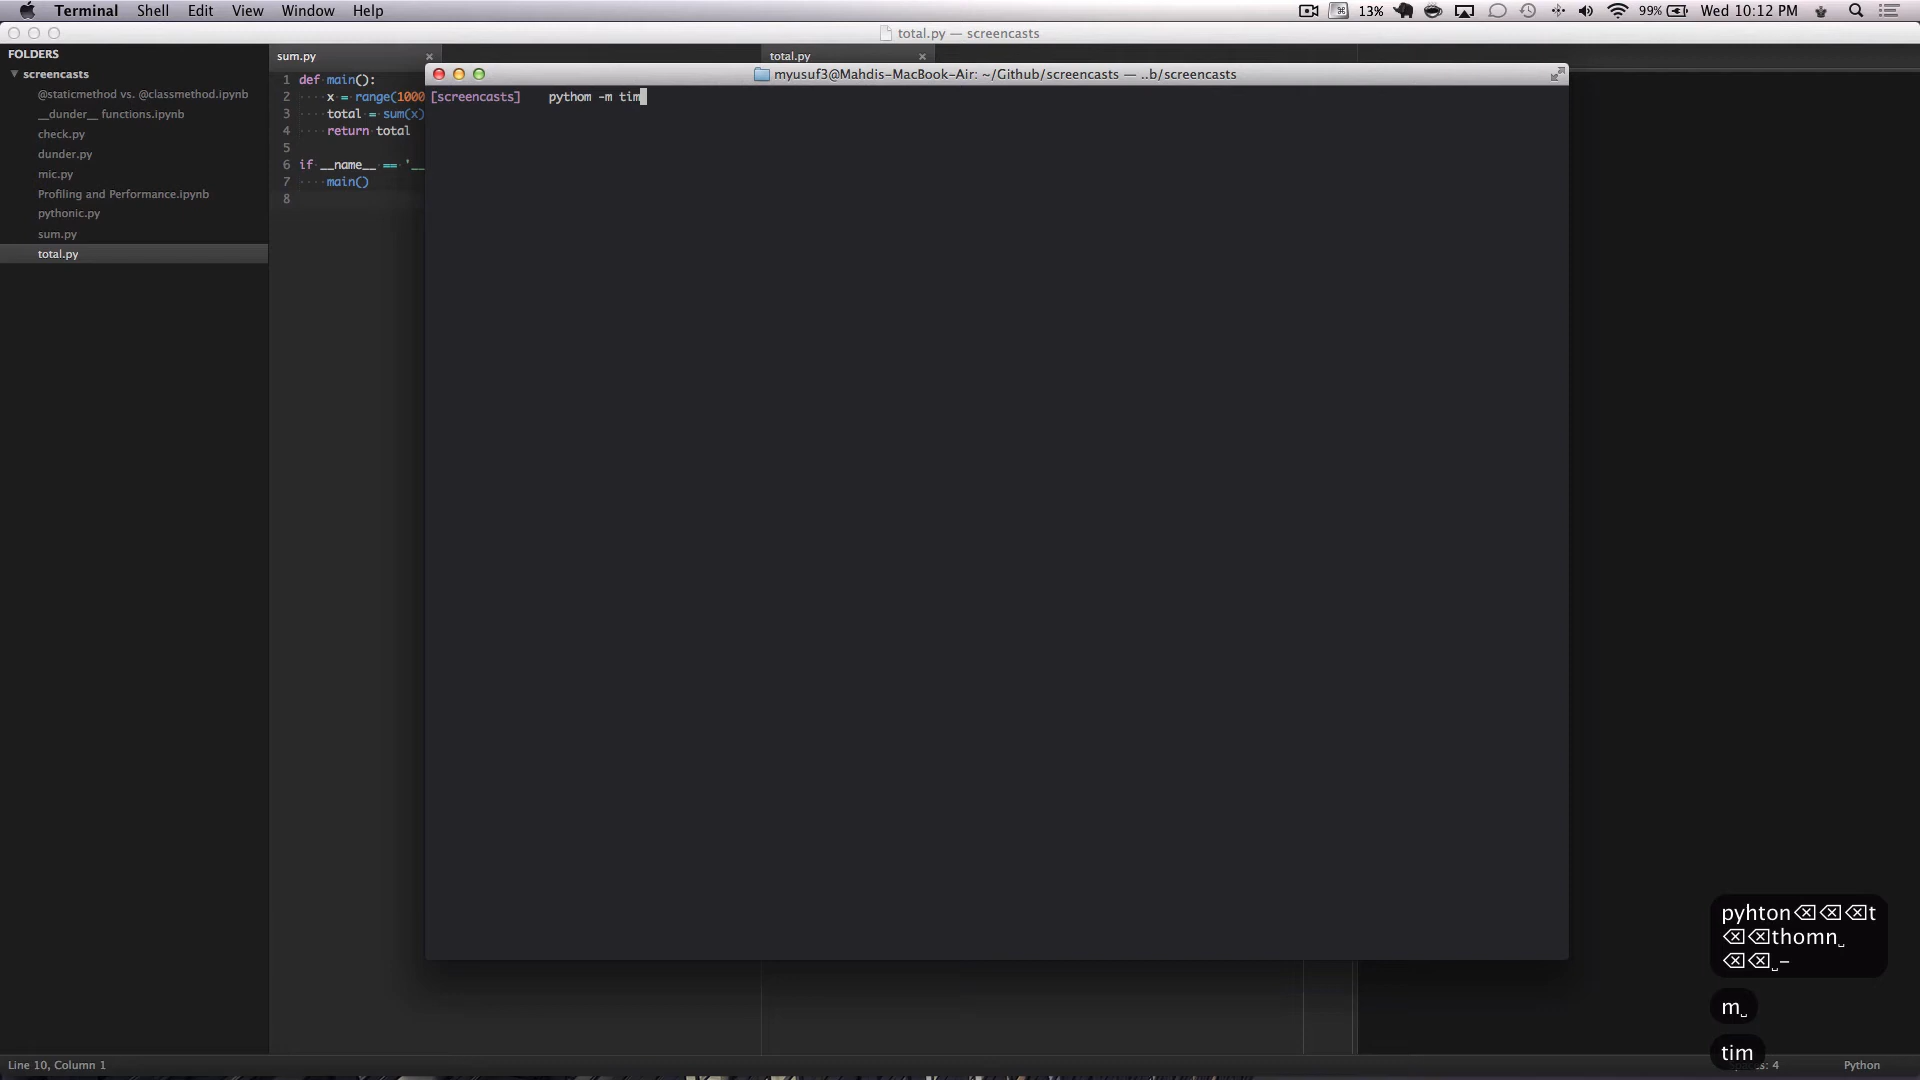 Terminal Shell Edit View Window Help 13% 99% Wed 10:12 PM
total.py — screencasts
FOLDERS
screencasts
@staticmethod vs. @classmethod.ipynb
__dunder__ functions.ipynb
check.py
dunder.py
mic.py
Profiling and Performance.ipynb
pythonic.py
sum.py
total.py
sum.py × total.py ×
1 def main():
2 x = range(1000
3 total = sum(x)
4 return total
5
6 if __name__ == '__
7 main()
8
myusuf3@Mahdis-MacBook-Air: ~/Github/screencasts — ..b/screencasts
[screencasts] pythom -m tim
pyhton⌫⌫⌫t
⌫⌫thomn˽
⌫⌫˽–
m˽
tim
Line 10, Column 1 : 4 Python